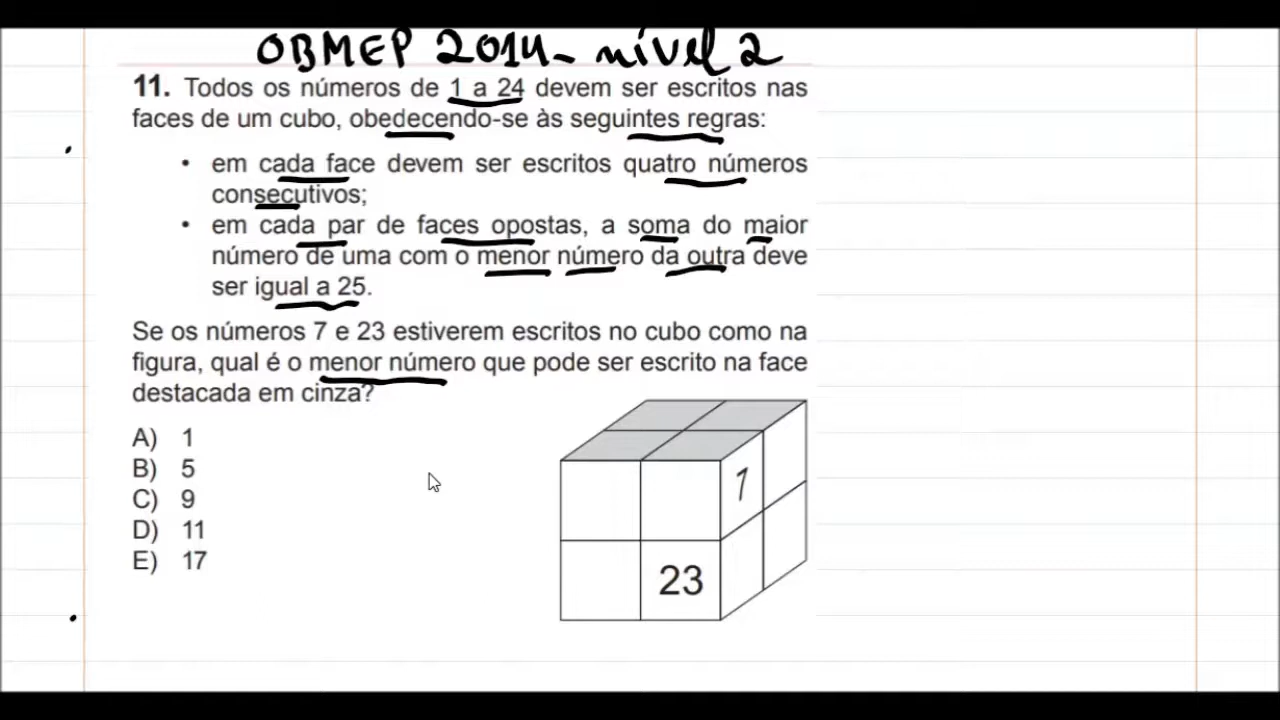 OBMEP 2014- nível 2
11. Todos os números de 1 a 24 devem ser escritos nas
faces de um cubo, obedecendo-se às seguintes regras:
• em cada face devem ser escritos quatro números
consecutivos;
• em cada par de faces opostas, a soma do maior
número de uma com o menor número da outra deve
ser igual a 25.
Se os números 7 e 23 estiverem escritos no cubo como na
figura, qual é o menor número que pode ser escrito na face
destacada em cinza?
A) 1
B) 5
C) 9
D) 11
E) 17
7
23